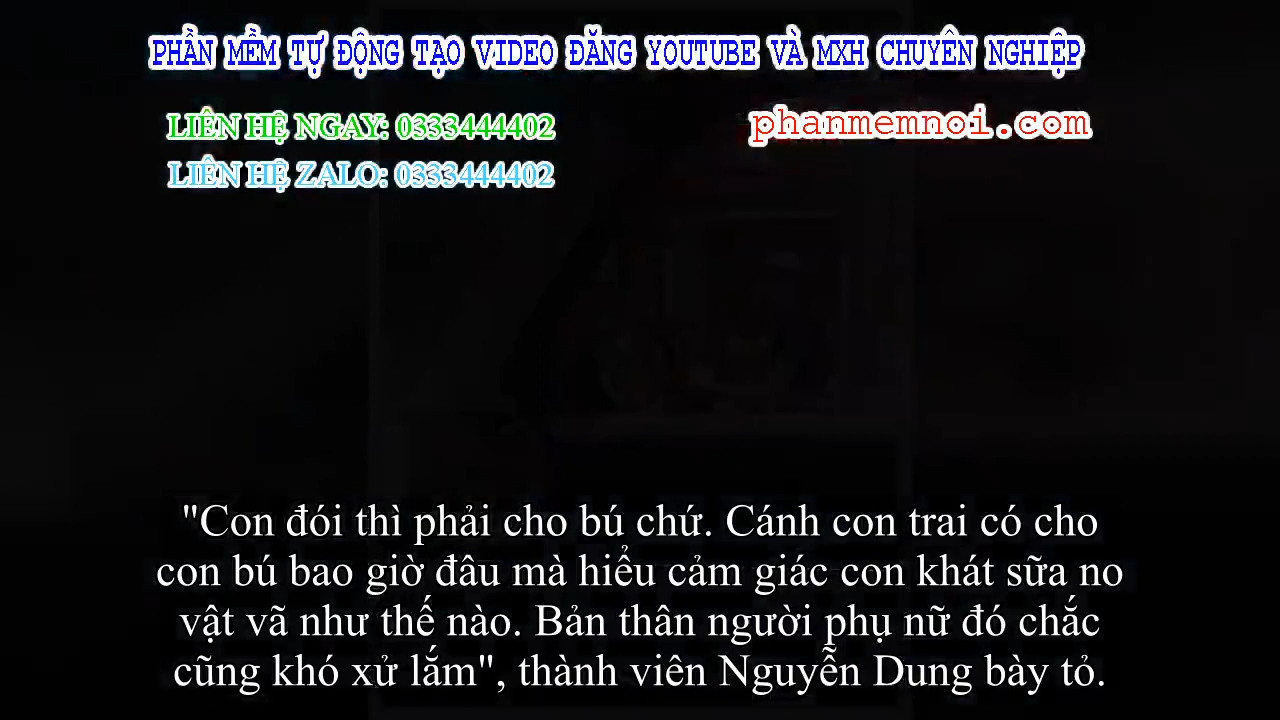 PHẦN MỀM TỰ ĐỘNG TẠO VIDEO ĐĂNG YOUTUBE VÀ MXH CHUYÊN NGHIỆP
LIÊN HỆ NGAY: 0333444402
phanmemnoi.com
LIÊN HỆ ZALO: 0333444402
"Con đói thì phải cho bú chứ. Cánh con trai có cho
con bú bao giờ đâu mà hiểu cảm giác con khát sữa no
vật vã như thế nào. Bản thân người phụ nữ đó chắc
cũng khó xử lắm", thành viên Nguyễn Dung bày tỏ.